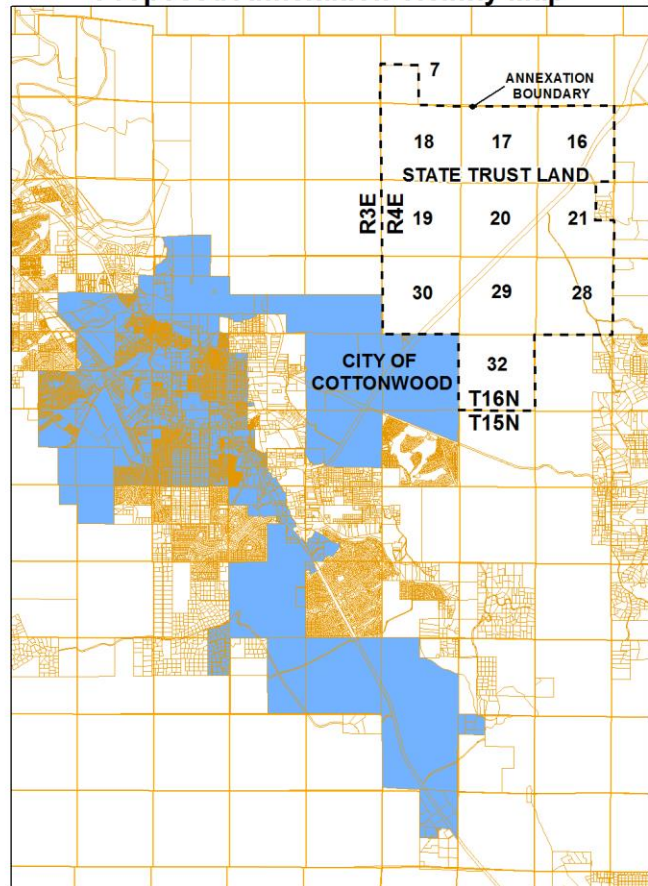 7
ANNEXATION
BOUNDARY
18 17 16
STATE TRUST LAND
R3E
R4E
19 20 21
30 29 28
CITY OF
COTTONWOOD
32
T16N
T15N